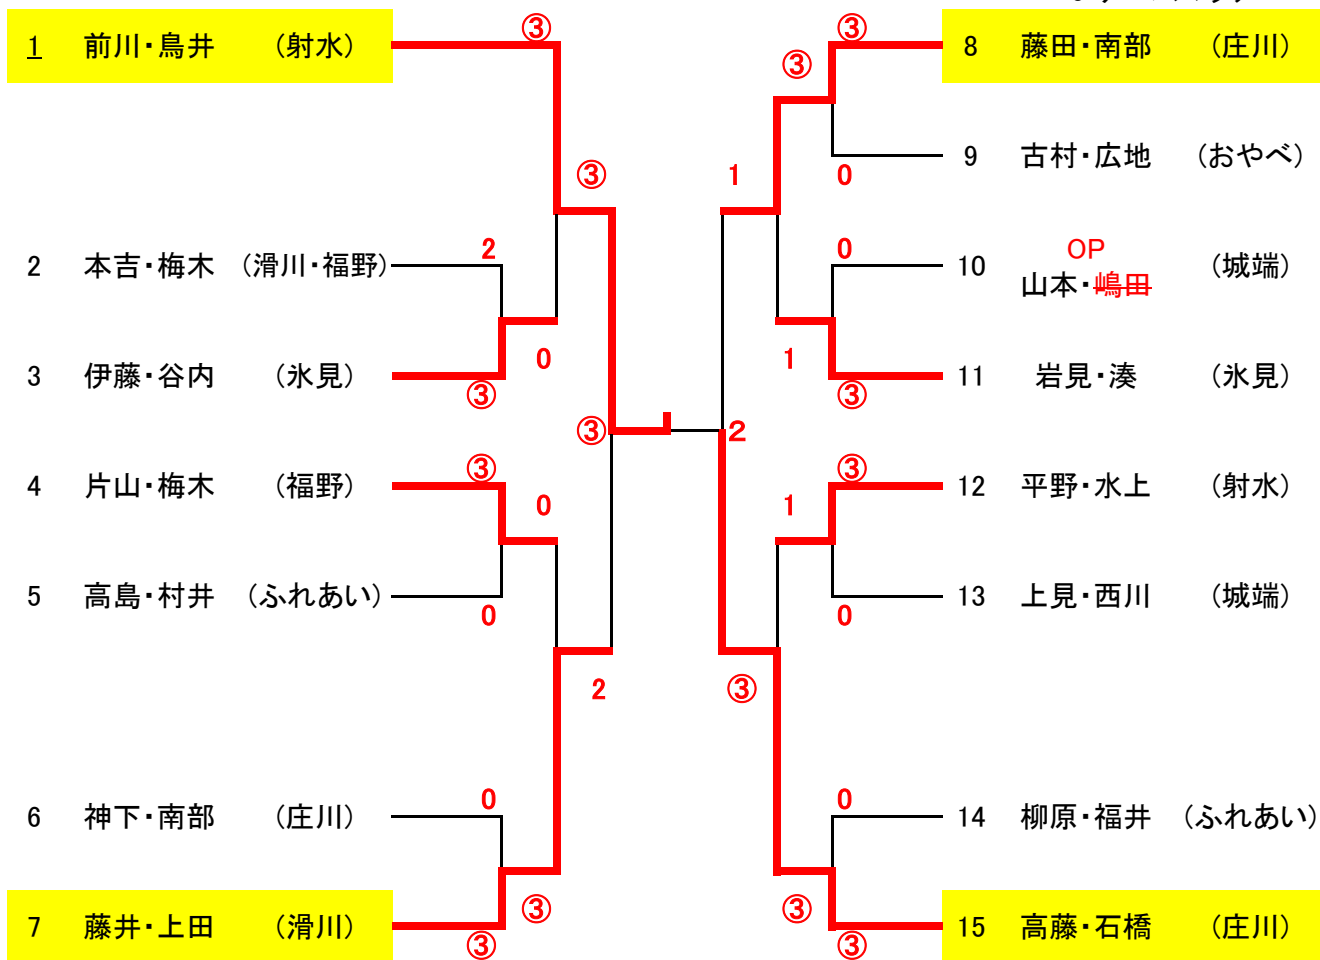 1 前川・鳥井 (射水)
③
③
2 本吉・梅木 (滑川・福野)
2
3 伊藤・谷内 (氷見)
③
0
③
4 片山・梅木 (福野)
③
0
5 高島・村井 (ふれあい)
0
2
6 神下・南部 (庄川)
0
③
7 藤井・上田 (滑川)
③
8 藤田・南部 (庄川)
③
③
9 古村・広地 (おやべ)
0
1
OP
10 山本・嶋田 (城端)
0
11 岩見・湊 (氷見)
③
1
2
12 平野・水上 (射水)
③
1
13 上見・西川 (城端)
0
③
14 柳原・福井 (ふれあい)
0
③
15 高藤・石橋 (庄川)
③